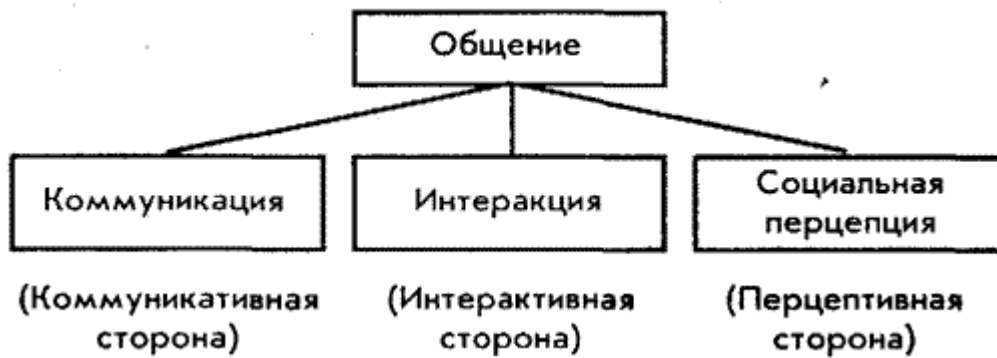 Общение
Коммуникация
Интеракция
Социальная
перцепция
(Коммуникативная
сторона)
(Интерактивная
сторона)
(Перцептивная
сторона)